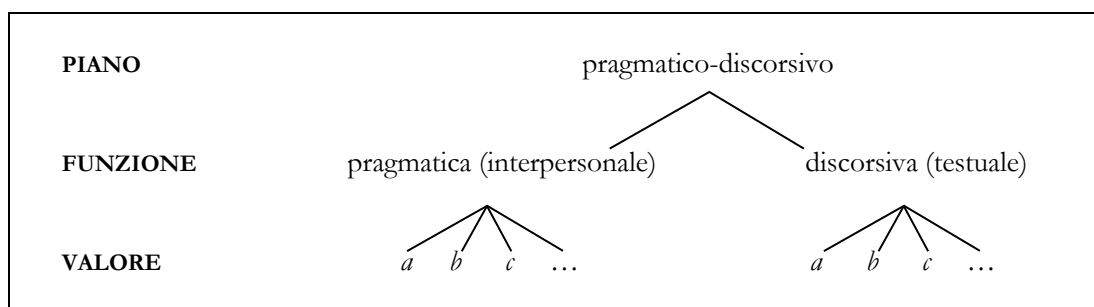 PIANO pragmatico-discorsivo
FUNZIONE pragmatica (interpersonale) discorsiva (testuale)
VALORE a b c … a b c …